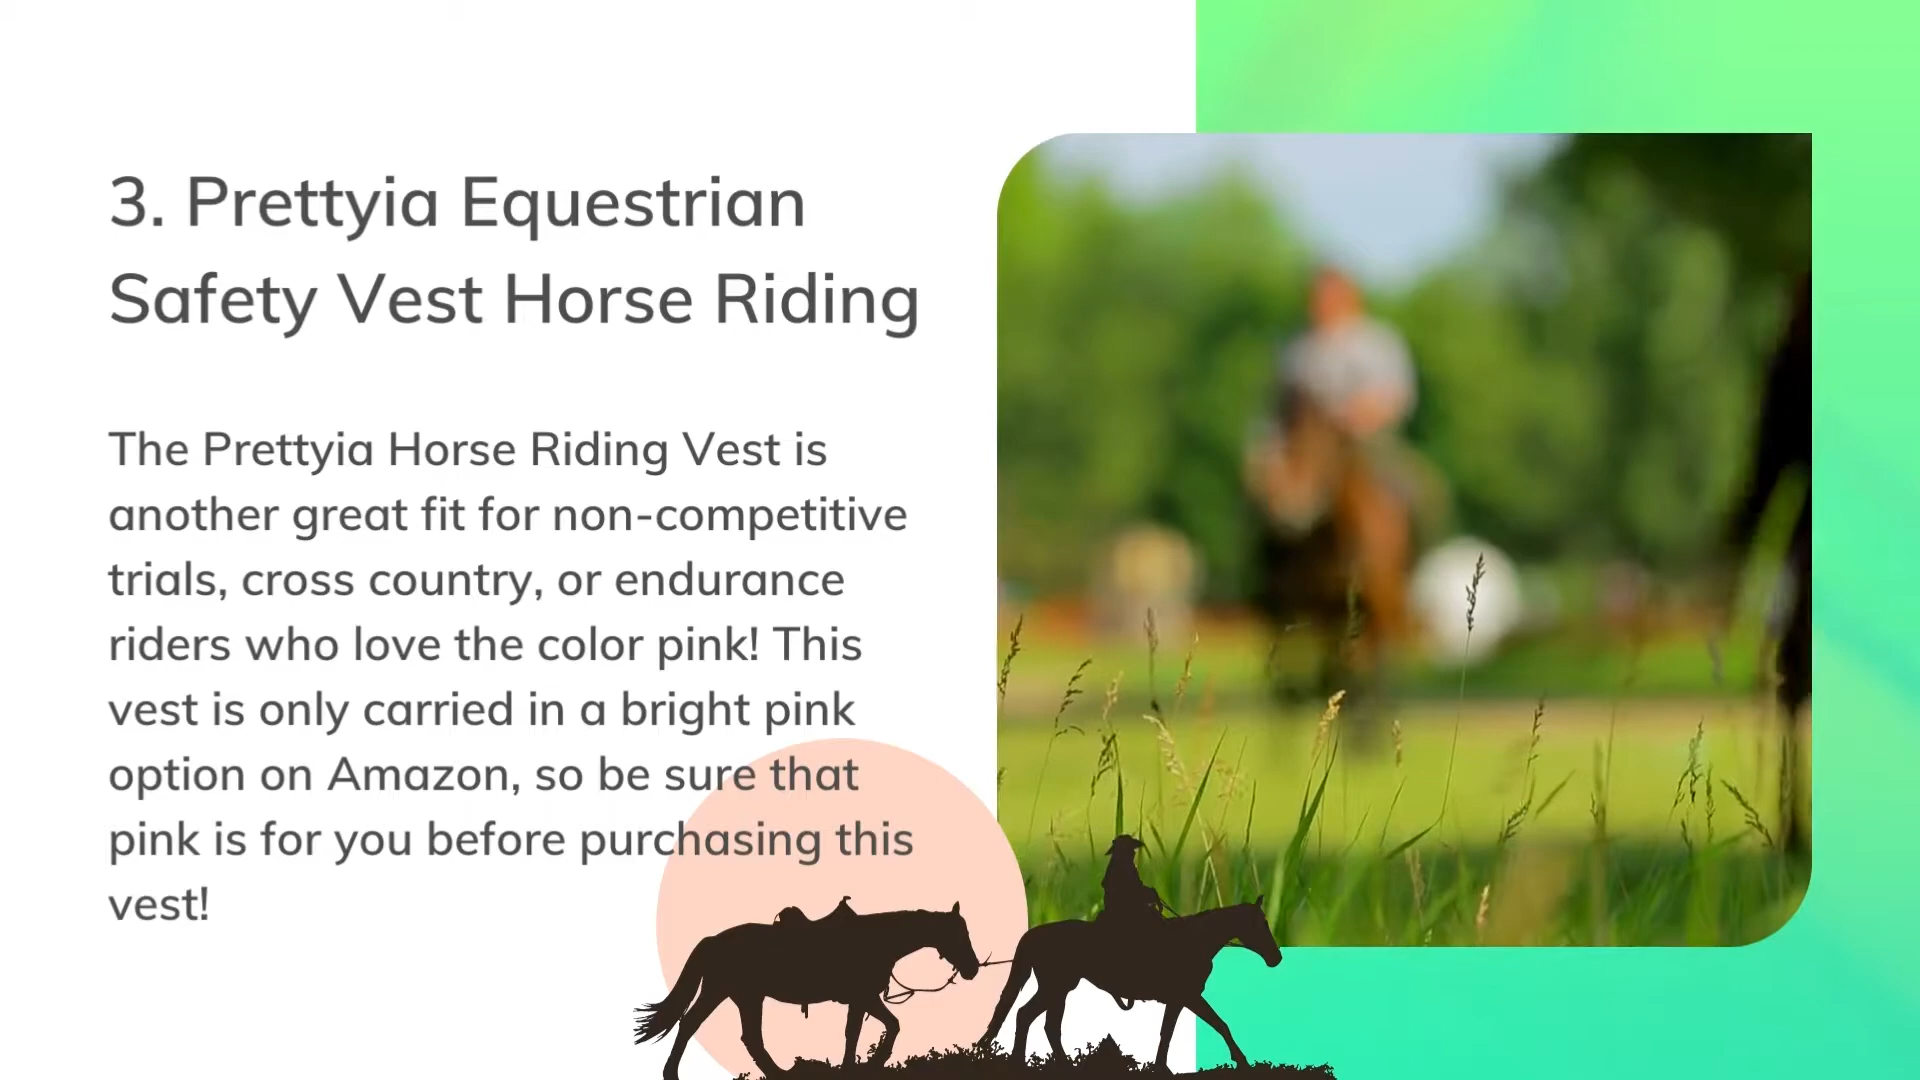 3. Prettyia Equestrian
Safety Vest Horse Riding
The Prettyia Horse Riding Vest is
another great fit for non-competitive
trials, cross country, or endurance
riders who love the color pink! This
vest is only carried in a bright pink
option on Amazon, so be sure that
pink is for you before purchasing this
vest!